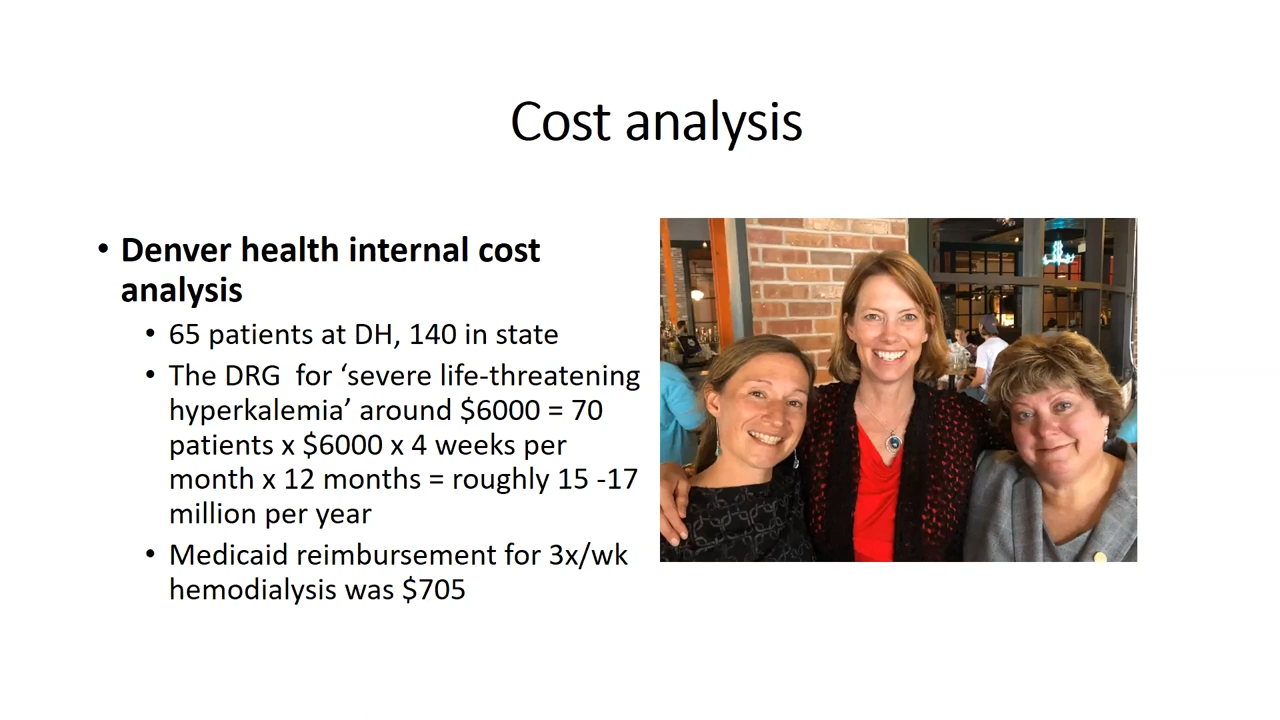 Cost analysis
• Denver health internal cost
analysis
• 65 patients at DH, 140 in state
• The DRG  for ‘severe life-threatening
hyperkalemia’ around $6000 = 70
patients x $6000 x 4 weeks per
month x 12 months = roughly 15 -17
million per year
• Medicaid reimbursement for 3x/wk
hemodialysis was $705